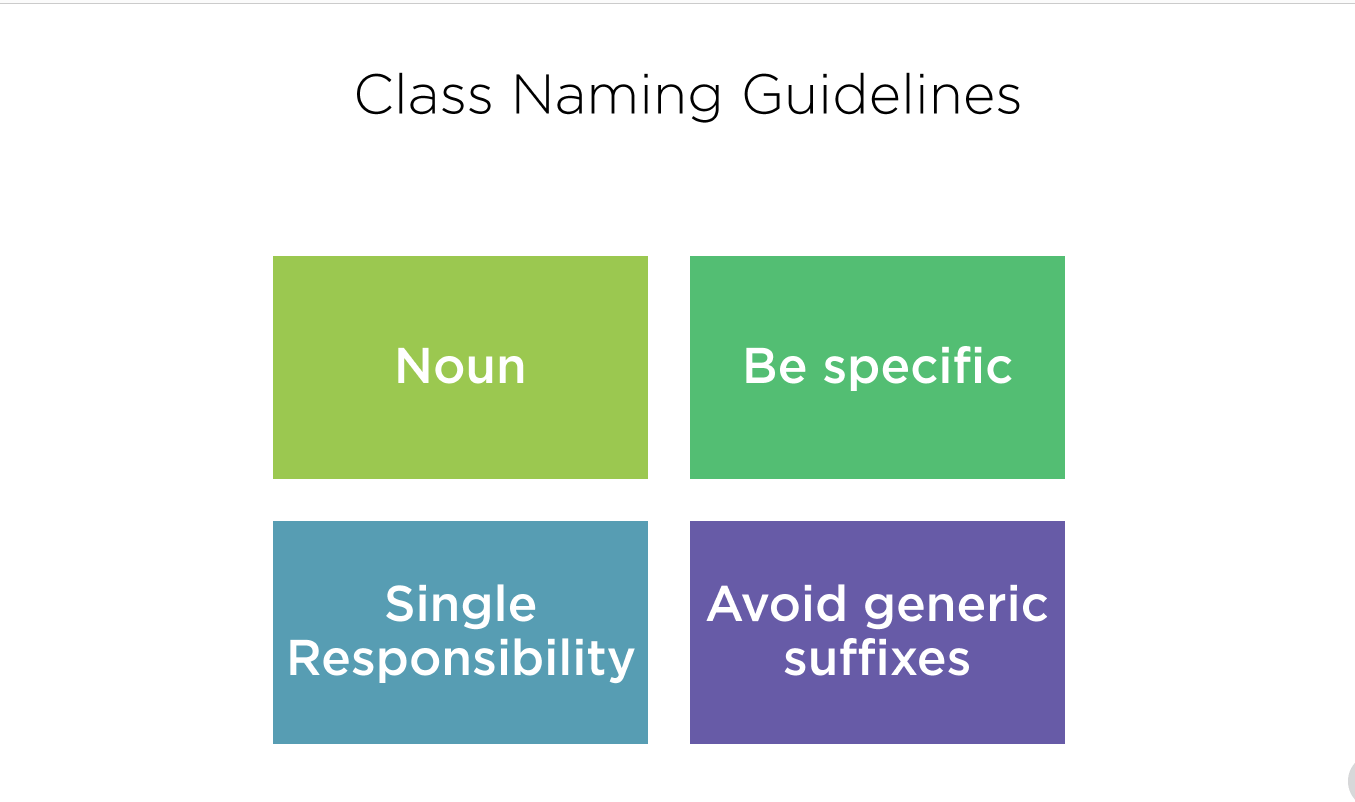 Class Naming Guidelines
Noun
Be specific
Single
Responsibility
Avoid generic
suffixes